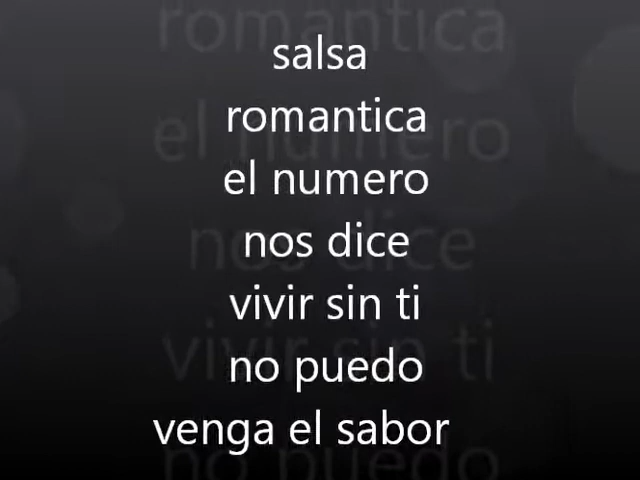 salsa
romantica
el numero
nos dice
vivir sin ti
no puedo
venga el sabor